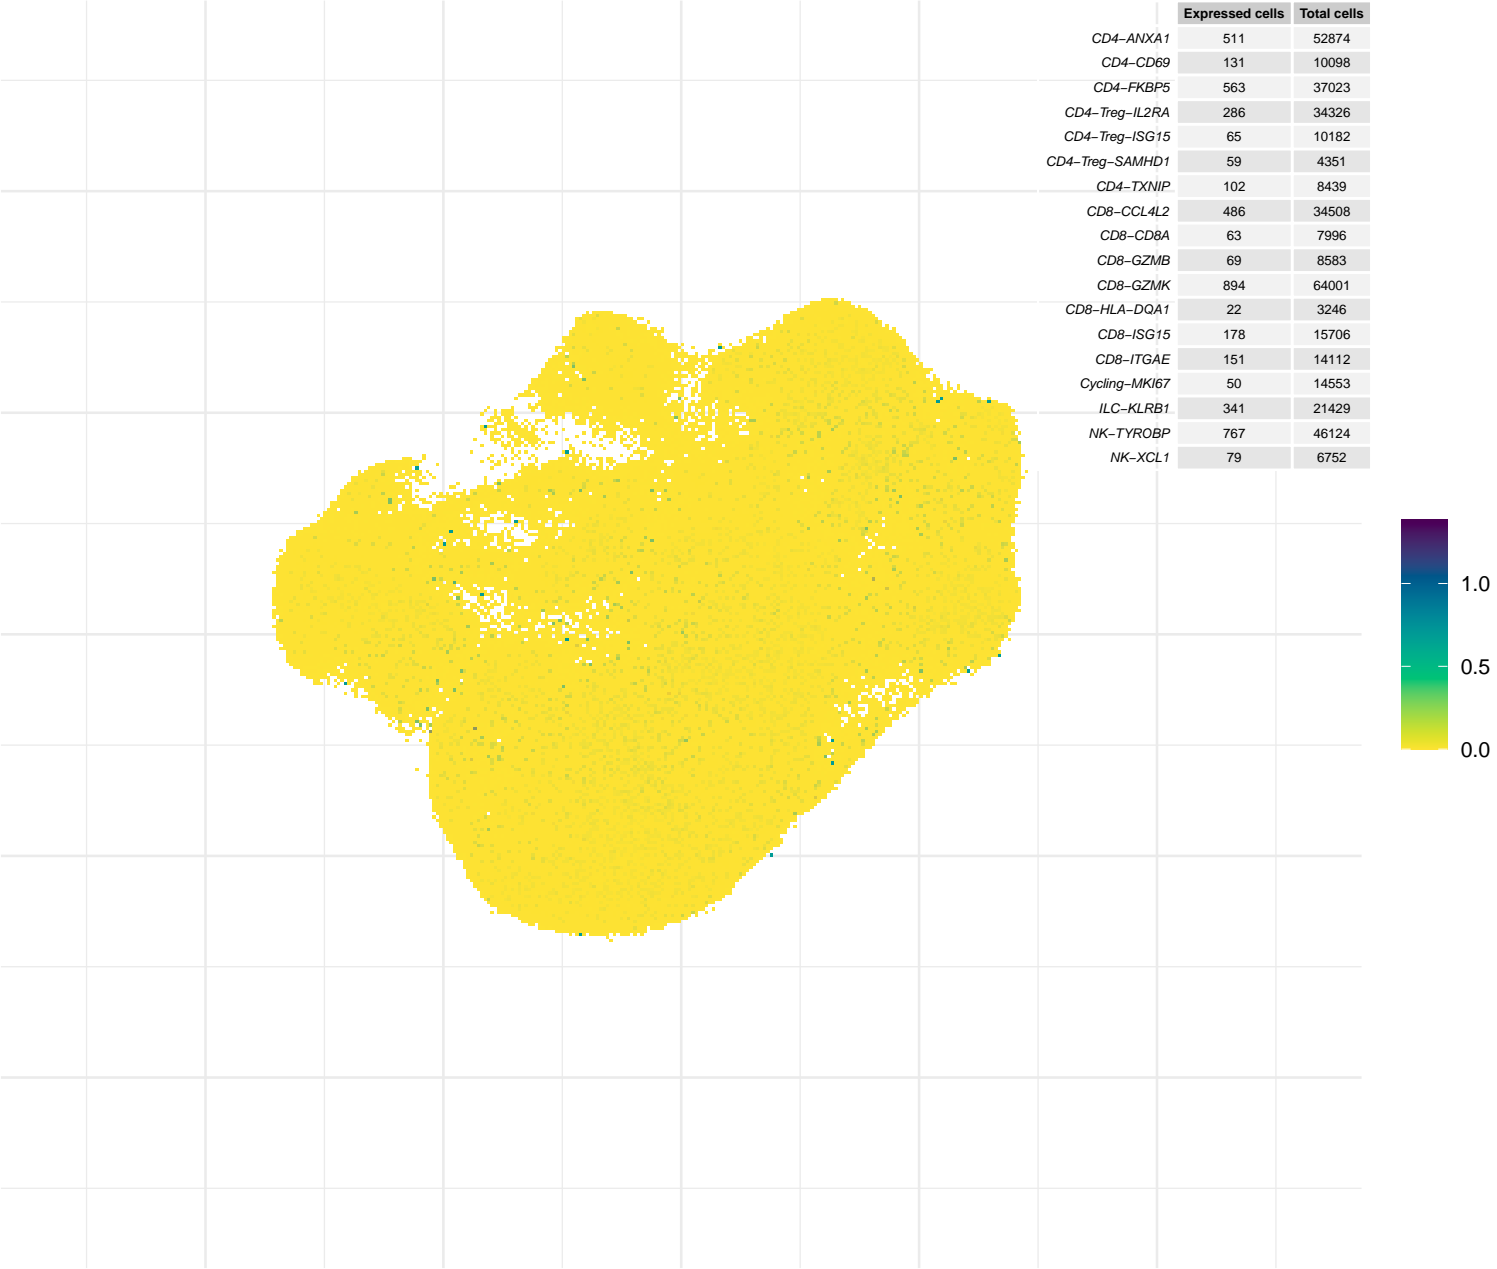 Expressed cells Total cells
CD4−ANXA1 511 52874
CD4−CD69 131 10098
CD4−FKBP5 563 37023
CD4−Treg−IL2RA 286 34326
CD4−Treg−ISG15 65 10182
CD4−Treg−SAMHD1 59 4351
CD4−TXNIP 102 8439
CD8−CCL4L2 486 34508
CD8−CD8A 63 7996
CD8−GZMB 69 8583
CD8−GZMK 894 64001
CD8−HLA−DQA1 22 3246
CD8−ISG15 178 15706
CD8−ITGAE 151 14112
Cycling−MKI67 50 14553
ILC−KLRB1 341 21429
NK−TYROBP 767 46124
NK−XCL1 79 6752
1.0
0.5
0.0